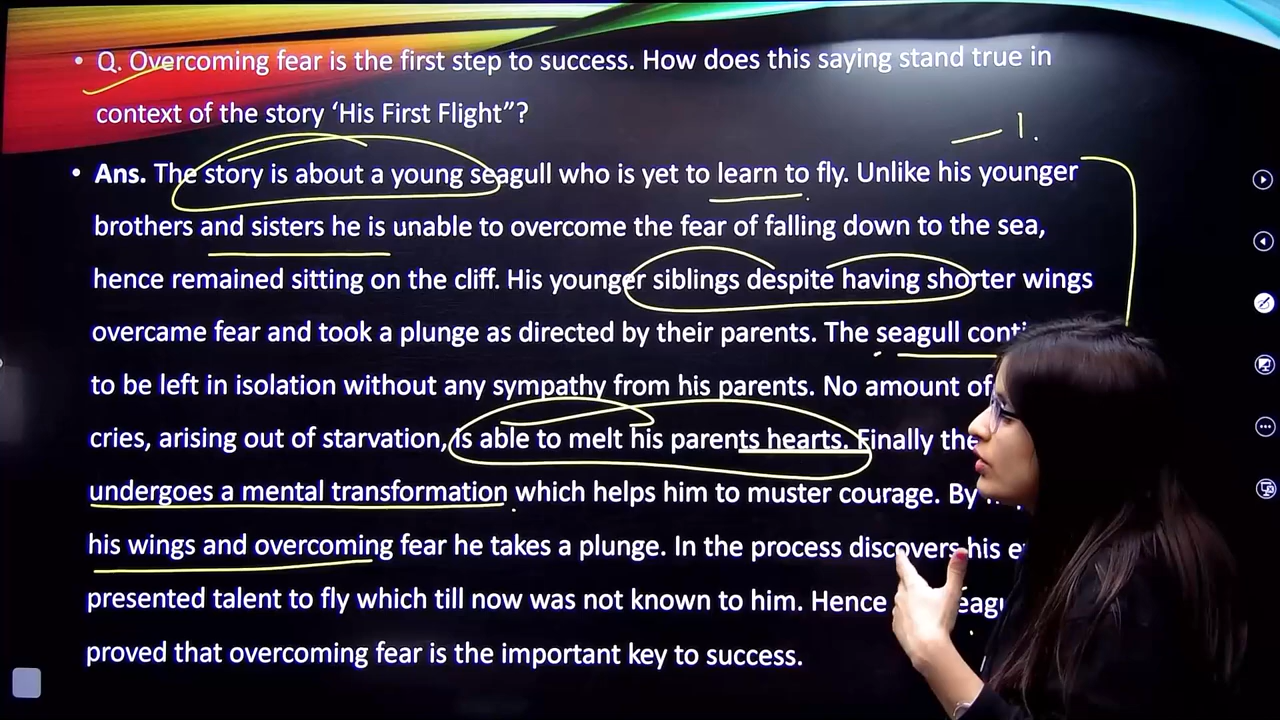 • Q. Overcoming fear is the first step to success. How does this saying stand true in
context of the story ‘His First Flight”?
1.
• Ans. The story is about a young seagull who is yet to learn to fly. Unlike his younger
brothers and sisters he is unable to overcome the fear of falling down to the sea,
hence remained sitting on the cliff. His younger siblings despite having shorter wings
overcame fear and took a plunge as directed by their parents. The seagull
to be left in isolation without any sympathy from his parents. No amount of
cries, arising out of starvation, is able to melt his parents hearts. Finally the
undergoes a mental transformation which helps him to muster courage. By
his wings and overcoming fear he takes a plunge. In the process discovers his
presented talent to fly which till now was not known to him. Hence
proved that overcoming fear is the important key to success.